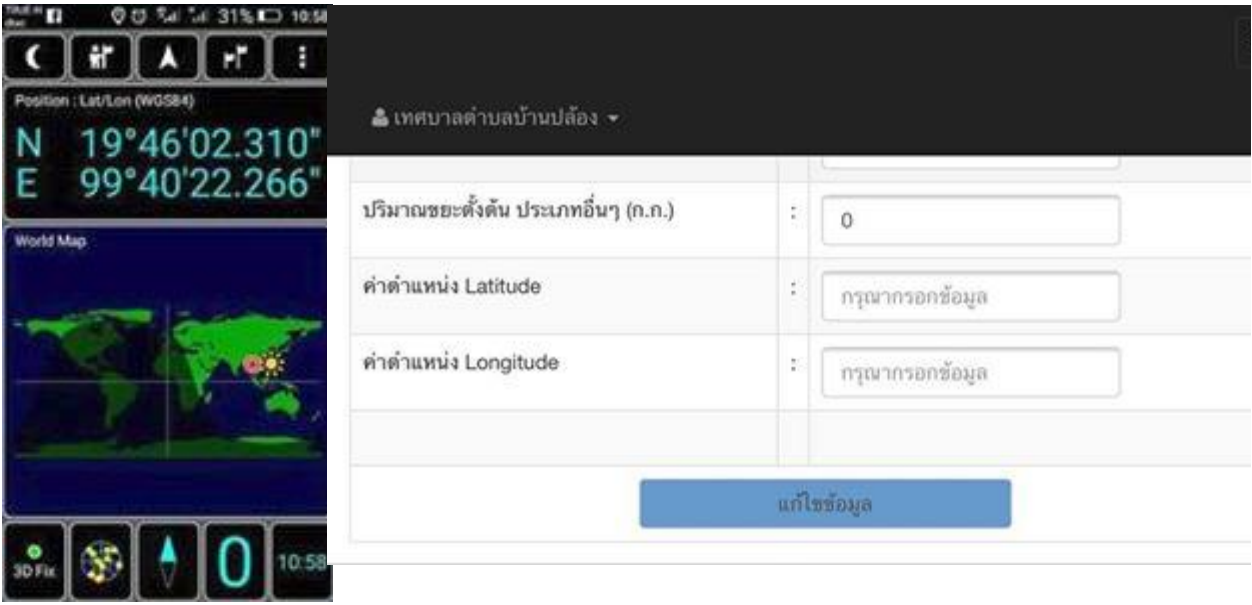 31% 10:58
Position : Lat/Lon (WGS84)
N 19°46'02.310"
E 99°40'22.266"
World Map
3D Fix
0
10:58
เทศบาลตำบลบ้านปล้อง
ปริมาณขยะตั้งต้น ประเภทอื่นๆ (ก.ก.) : 0
ค่าตำแหน่ง Latitude : กรุณากรอกข้อมูล
ค่าตำแหน่ง Longitude : กรุณากรอกข้อมูล
แก้ไขข้อมูล